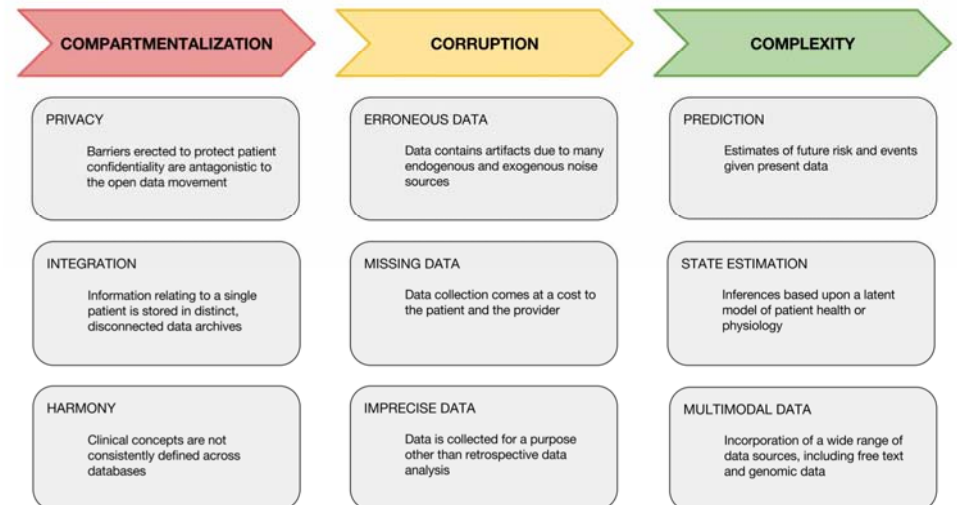 COMPARTMENTALIZATION
PRIVACY
Barriers erected to protect patient
confidentiality are antagonistic to
the open data movement
INTEGRATION
Information relating to a single
patient is stored in distinct,
disconnected data archives
HARMONY
Clinical concepts are not
consistently defined across
databases
CORRUPTION
ERRONEOUS DATA
Data contains artifacts due to many
endogenous and exogenous noise
sources
MISSING DATA
Data collection comes at a cost to
the patient and the provider
IMPRECISE DATA
Data is collected for a purpose
other than retrospective data
analysis
COMPLEXITY
PREDICTION
Estimates of future risk and events
given present data
STATE ESTIMATION
Inferences based upon a latent
model of patient health or
physiology
MULTIMODAL DATA
Incorporation of a wide range of
data sources, including free text
and genomic data